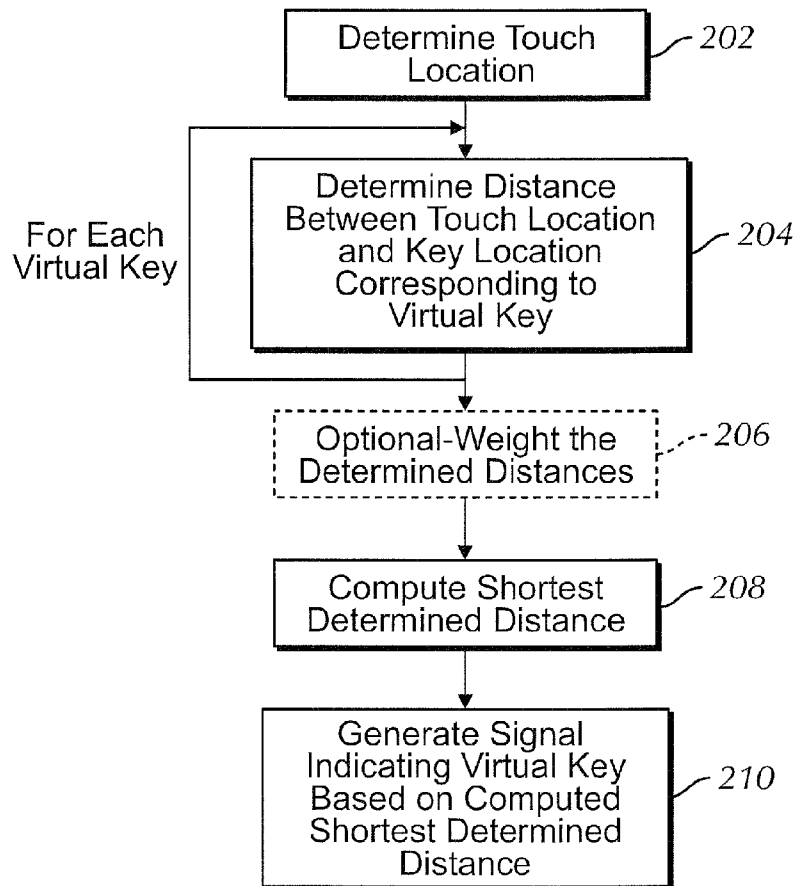 Determine Touch
Location
202
Determine Distance
Between Touch Location
and Key Location
Corresponding to
Virtual Key
204
For Each
Virtual Key
Optional-Weight the
Determined Distances
206
Compute Shortest
Determined Distance
208
Generate Signal
Indicating Virtual Key
Based on Computed
Shortest Determined
Distance
210